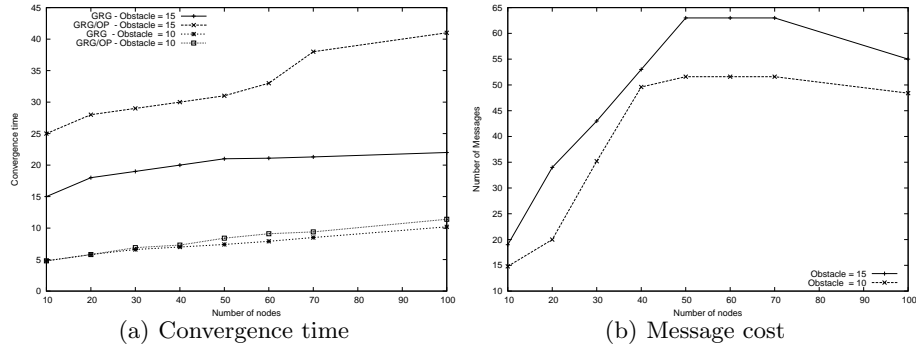 GRG - Obstacle = 15
GRG/OP - Obstacle = 15
GRG - Obstacle = 10
GRG/OP - Obstacle = 10
45
40
35
30
25
20
15
10
5
0
Convergence time
10 20 30 40 50 60 70 80 90 100
Number of nodes
(a) Convergence time
65
60
55
50
45
40
35
30
25
20
15
10
Number of Messages
Obstacle = 15
Obstacle = 10
10 20 30 40 50 60 70 80 90 100
Number of nodes
(b) Message cost